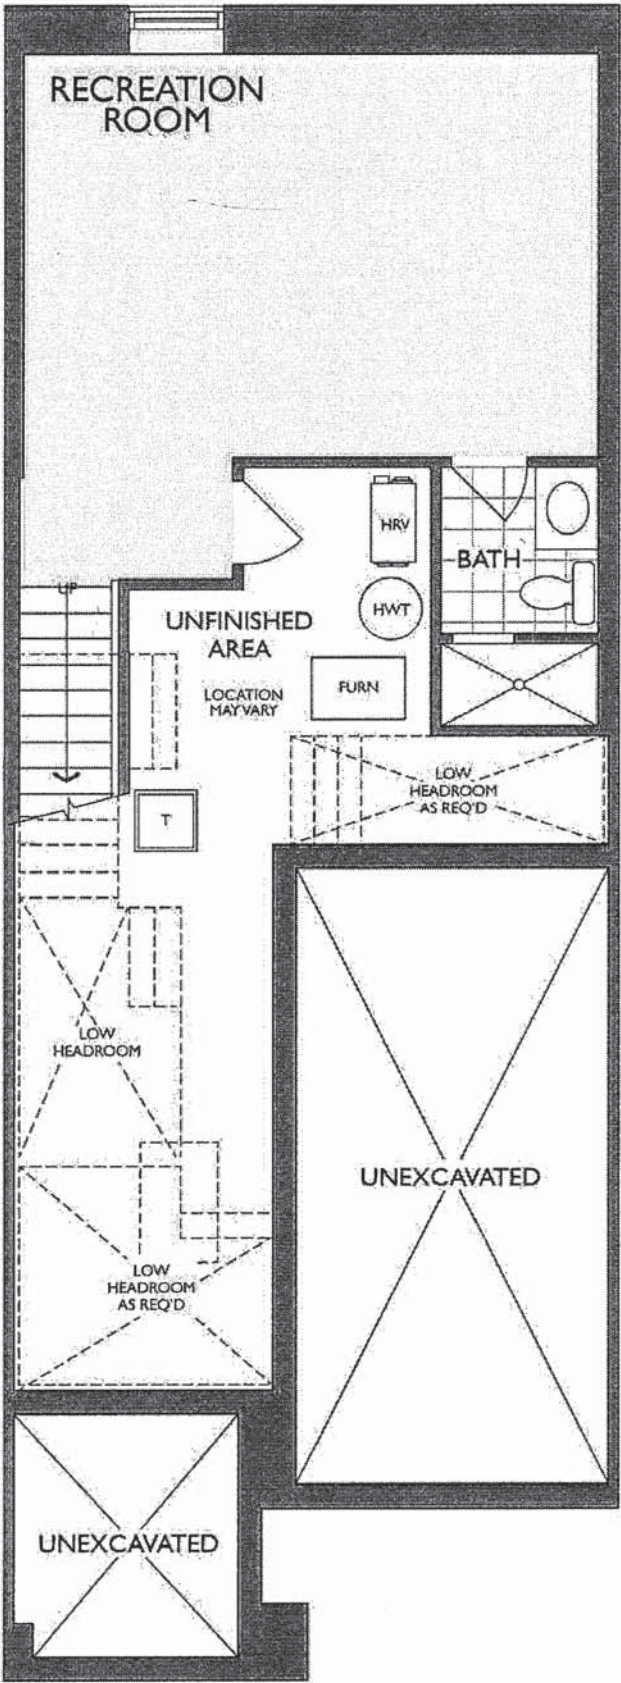 RECREATION
ROOM
HRV
BATH
UP
HWT
UNFINISHED
AREA
LOCATION
MAY VARY
FURN
LOW
HEADROOM
AS REQ'D
T
LOW
HEADROOM
UNEXCAVATED
LOW
HEADROOM
AS REQ'D
UNEXCAVATED